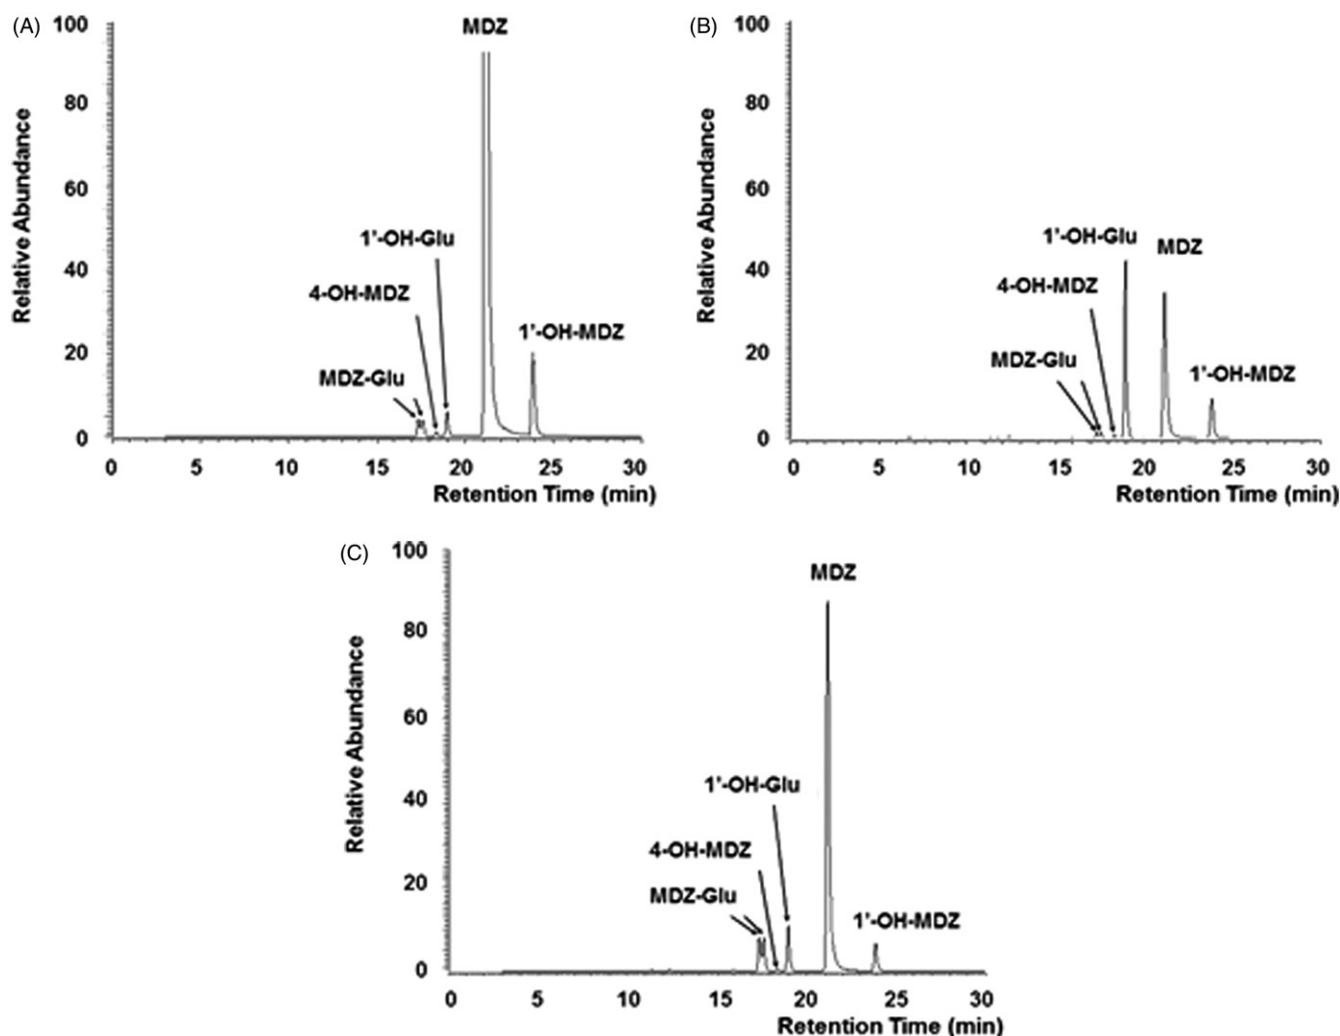 (A)
Relative Abundance
100
80
60
40
20
0
MDZ
1'-OH-Glu
4-OH-MDZ
MDZ-Glu
1'-OH-MDZ
0 5 10 15 20 25 30
Retention Time (min)
(B)
Relative Abundance
100
80
60
40
20
0
1'-OH-Glu
MDZ
4-OH-MDZ
MDZ-Glu
1'-OH-MDZ
0 5 10 15 20 25 30
Retention Time (min)
(C)
Relative Abundance
100
80
60
40
20
0
MDZ
1'-OH-Glu
4-OH-MDZ
MDZ-Glu
1'-OH-MDZ
0 5 10 15 20 25 30
Retention Time (min)